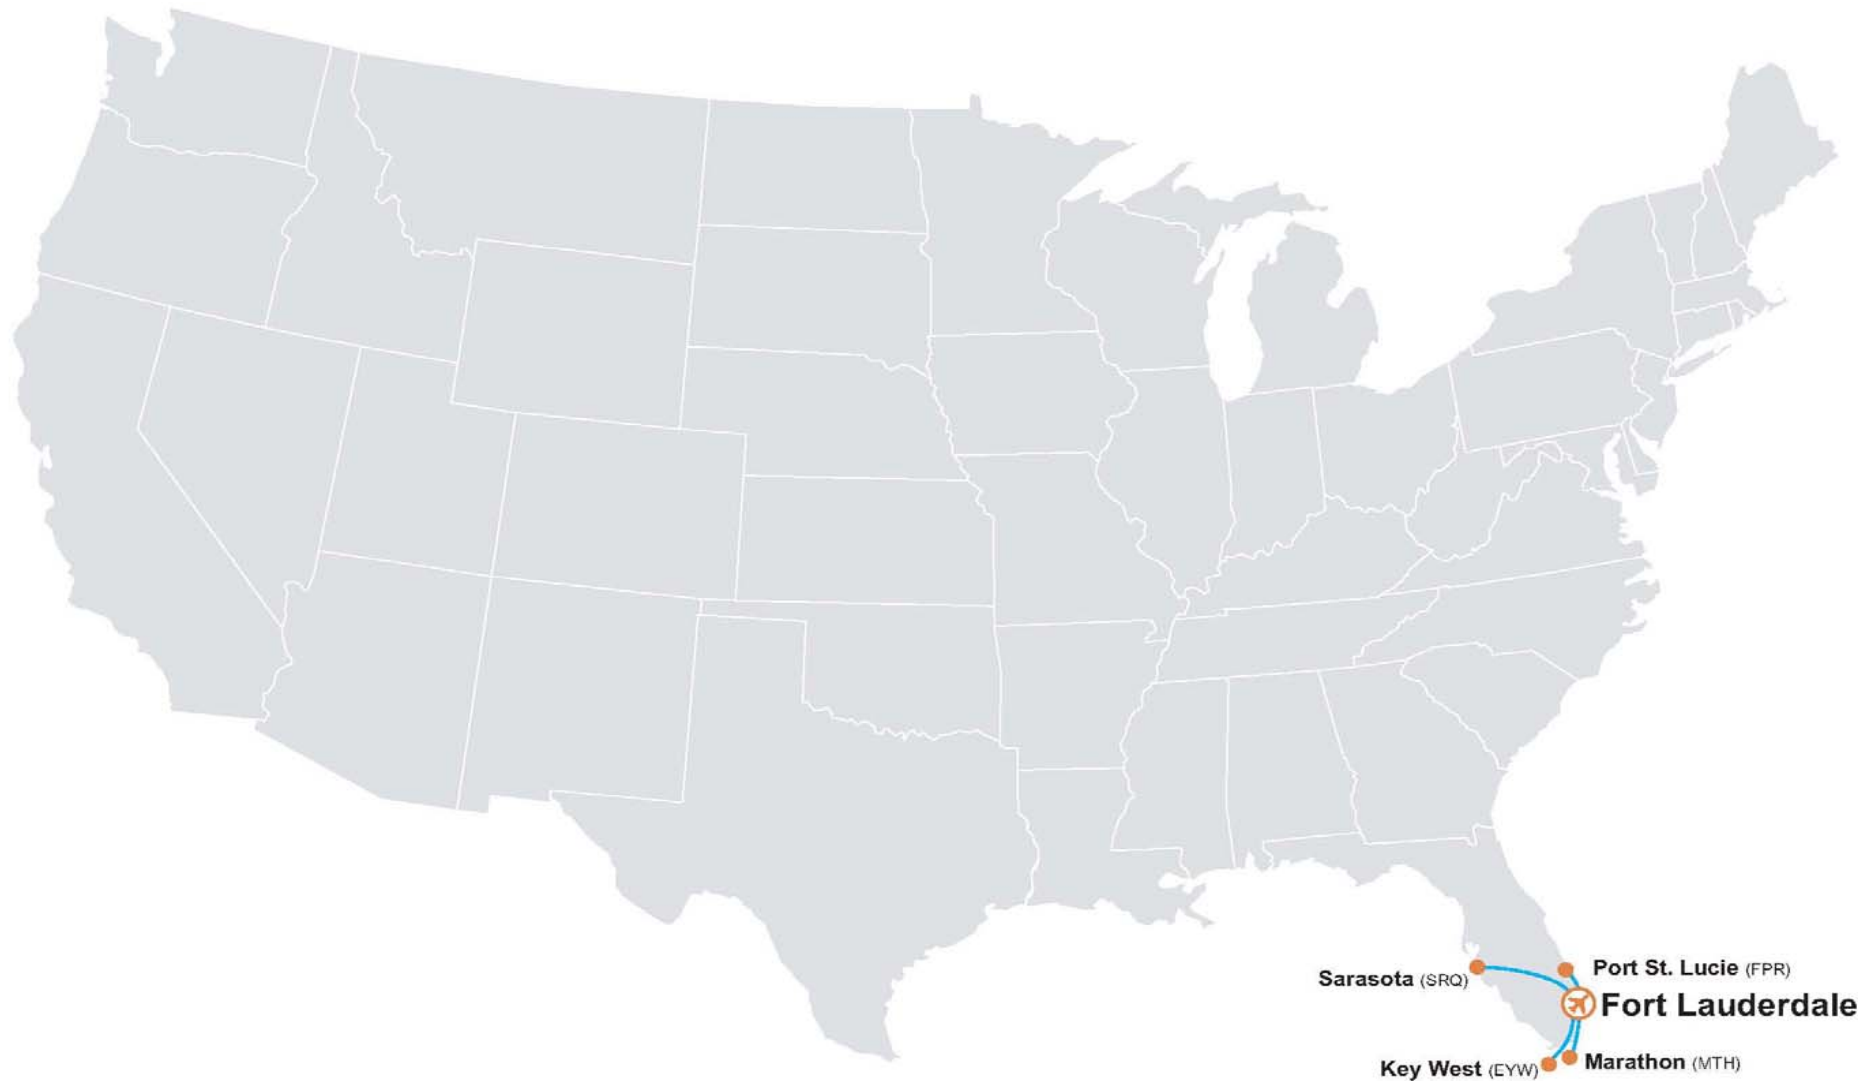 Port St. Lucie (FPR)
Sarasota (SRQ)
Fort Lauderdale
Marathon (MTH)
Key West (EYW)